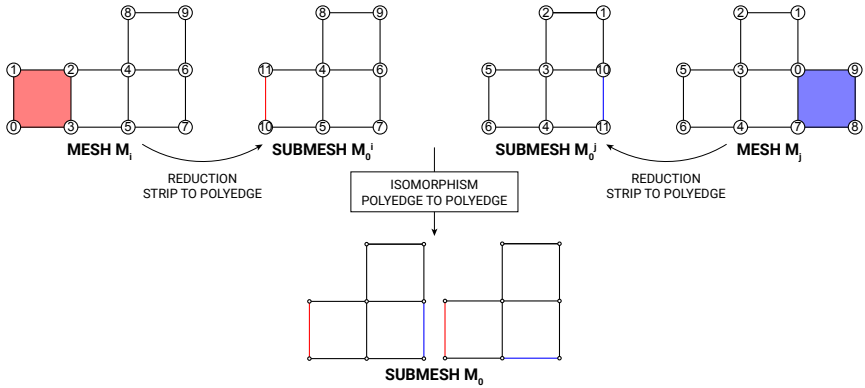 8 9 8 9 2 1 2 1
1 2 4 6 11 4 6 5 3 10 5 3 0 9
0 3 5 7 10 5 7 6 4 11 6 4 7 8
MESH Mi SUBMESH M0i SUBMESH M0j MESH Mj
REDUCTION
STRIP TO POLYEDGE
ISOMORPHISM
POLYEDGE TO POLYEDGE
REDUCTION
STRIP TO POLYEDGE
SUBMESH M0